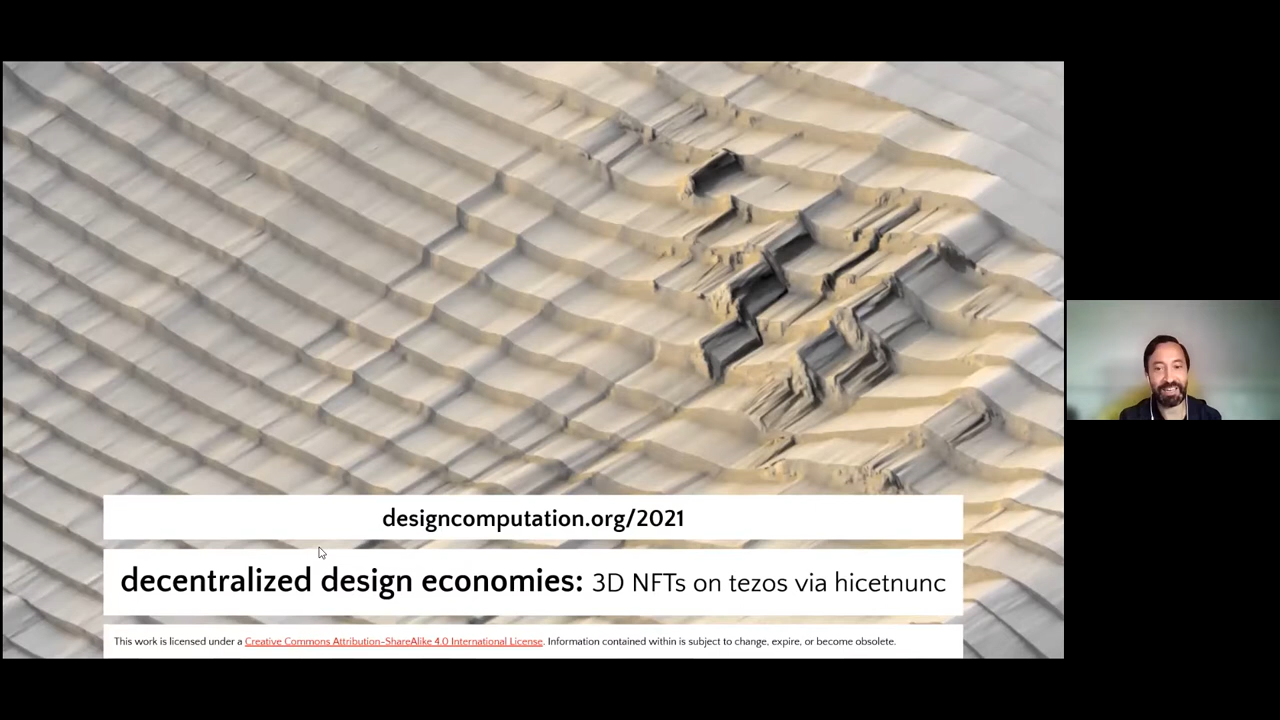 designcomputation.org/2021
decentralized design economies: 3D NFTs on tezos via hicetnunc
This work is licensed under a Creative Commons Attribution-ShareAlike 4.0 International License. Information contained within is subject to change, expire, or become obsolete.